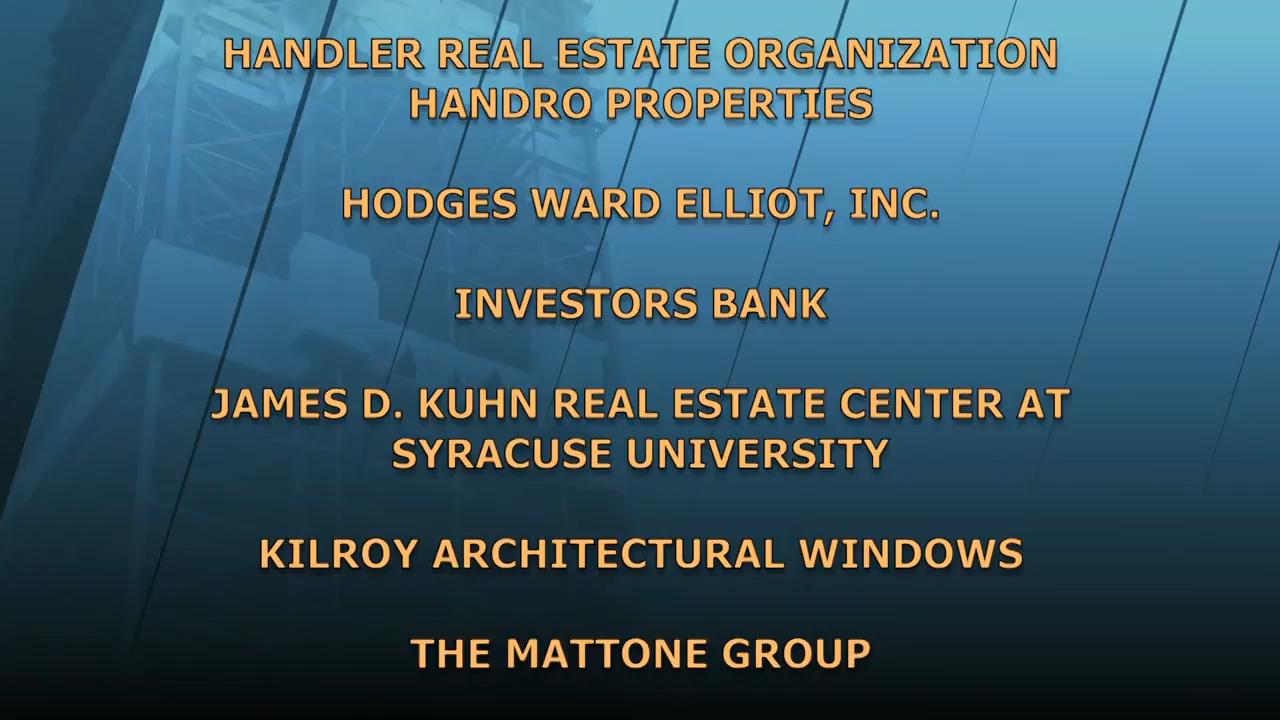 HANDLER REAL ESTATE ORGANIZATION
HANDRO PROPERTIES
HODGES WARD ELLIOT, INC.
INVESTORS BANK
JAMES D. KUHN REAL ESTATE CENTER AT
SYRACUSE UNIVERSITY
KILROY ARCHITECTURAL WINDOWS
THE MATTONE GROUP